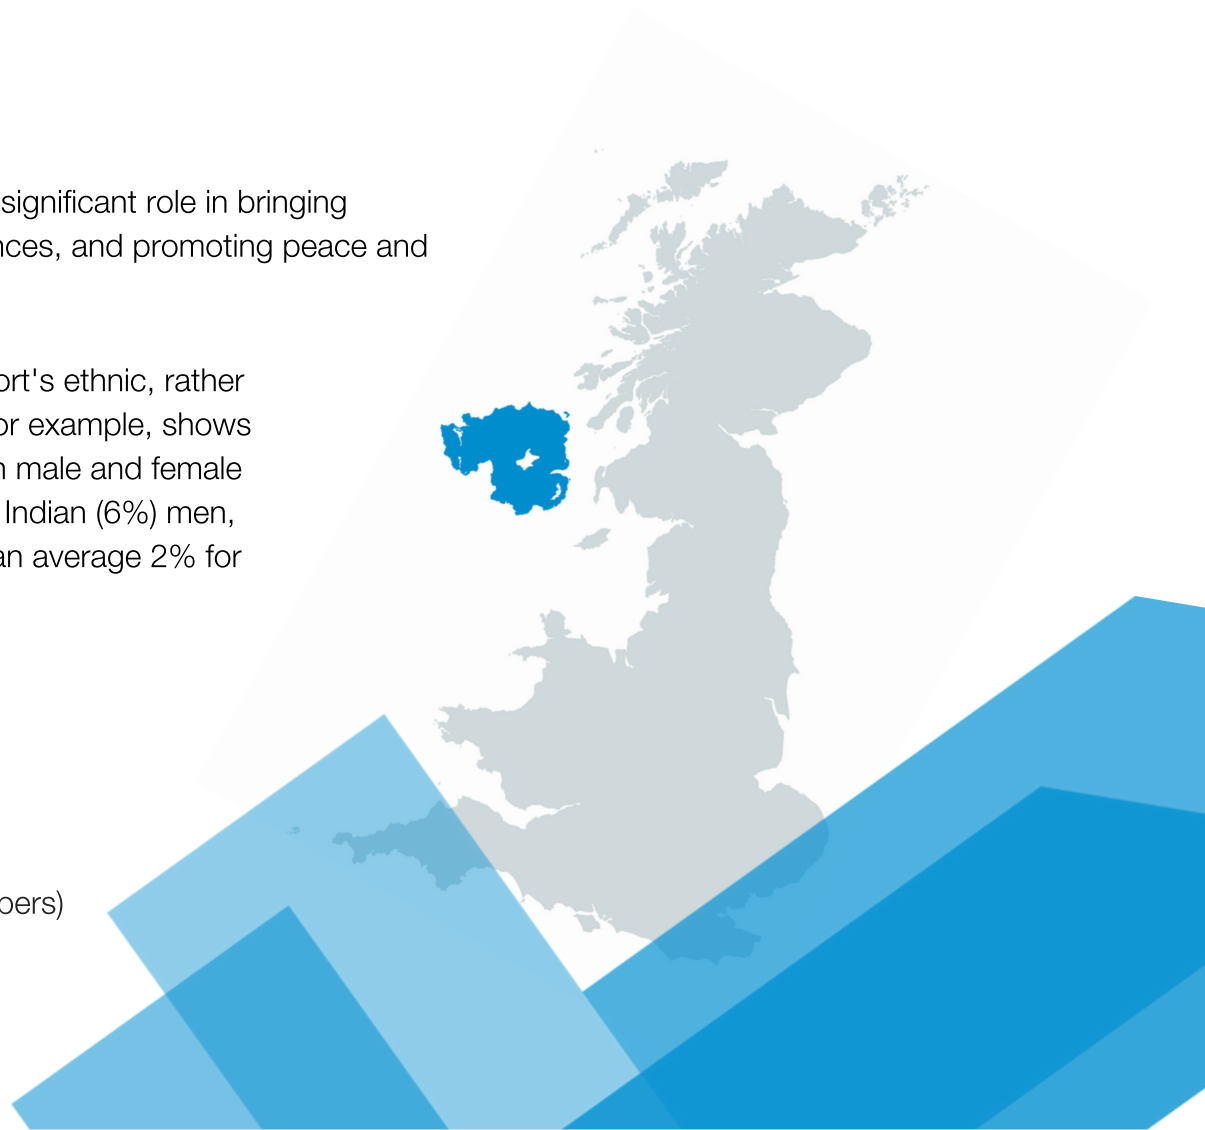 significant role in bringing
nces, and promoting peace and
ort's ethnic, rather
or example, shows
male and female
Indian (6%) men,
an average 2% for
pers)